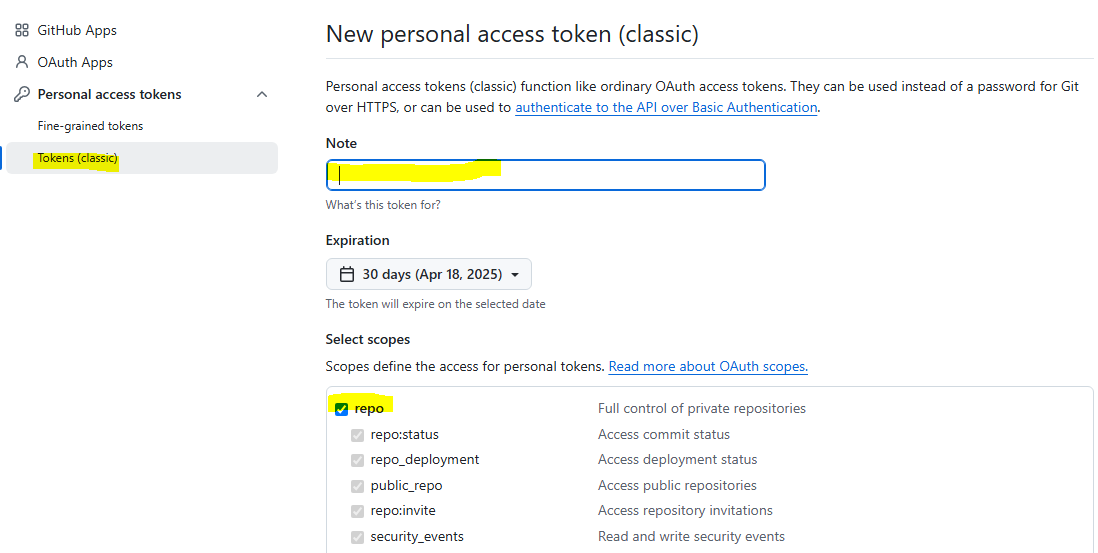 GitHub Apps
OAuth Apps
Personal access tokens
Fine-grained tokens
Tokens (classic)
New personal access token (classic)
Personal access tokens (classic) function like ordinary OAuth access tokens. They can be used instead of a password for Git
over HTTPS, or can be used to authenticate to the API over Basic Authentication.
Note
What's this token for?
Expiration
30 days (Apr 18, 2025)
The token will expire on the selected date
Select scopes
Scopes define the access for personal tokens. Read more about OAuth scopes.
repo Full control of private repositories
repo:status Access commit status
repo_deployment Access deployment status
public_repo Access public repositories
repo:invite Access repository invitations
security_events Read and write security events